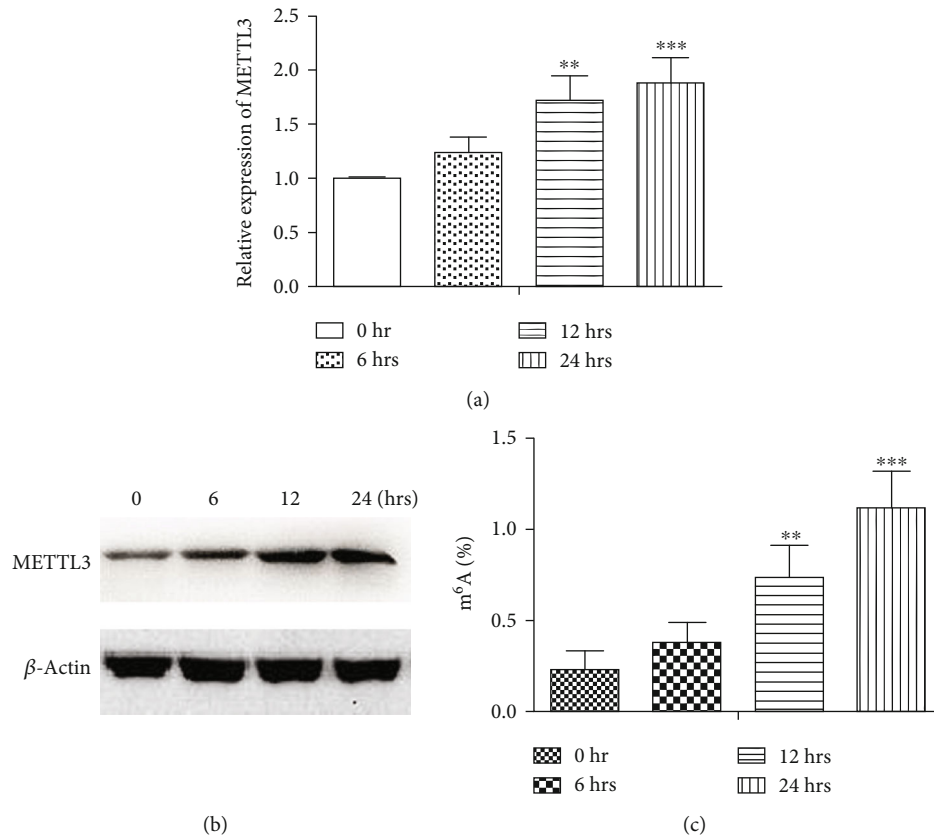 Relative expression of METTL3
2.5
2.0
1.5
1.0
0.5
0.0
**
***
0 hr
12 hrs
6 hrs
24 hrs
(a)
0 6 12 24 (hrs)
METTL3
β-Actin
(b)
m⁶A (%)
1.5
1.0
0.5
0.0
**
***
0 hr
12 hrs
6 hrs
24 hrs
(c)